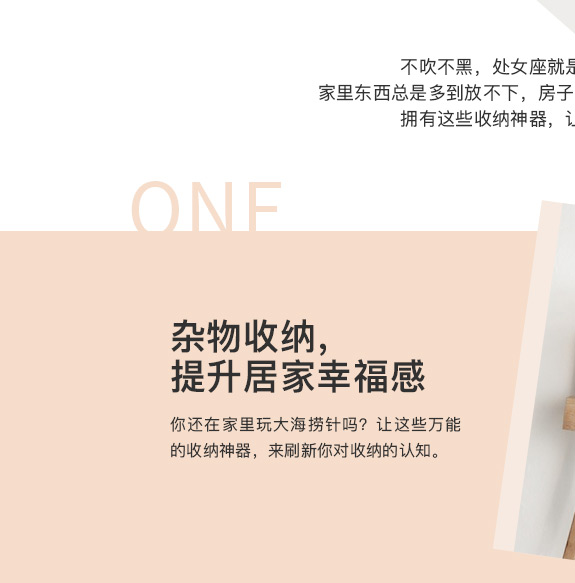 不吹不黑，处女座就是
家里东西总是多到放不下，房子
拥有这些收纳神器，让
ONE
杂物收纳，
提升居家幸福感
你还在家里玩大海捞针吗？让这些万能
的收纳神器，来刷新你对收纳的认知。